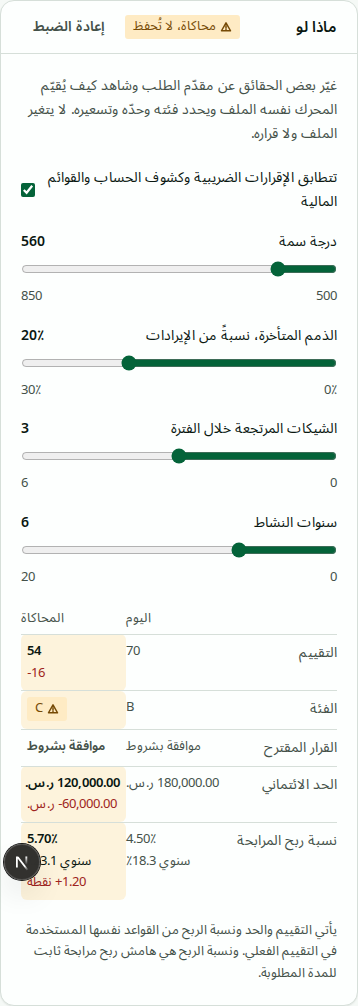 ماذا لو
محاكاة، لا تُحفظ
إعادة الضبط
غيّر بعض الحقائق عن مقدّم الطلب وشاهد كيف يُقيّم
المحرك نفسه الملف ويحدد فئته وحدّه وتسعيره. لا يتغير
الملف ولا قراره.
تتطابق الإقرارات الضريبية وكشوف الحساب والقوائم
المالية
درجة سمة 560
500 850
الذمم المتأخرة، نسبةً من الإيرادات 20٪
0٪ 30٪
الشيكات المرتجعة خلال الفترة 3
0 6
سنوات النشاط 6
0 20
اليوم المحاكاة
التقييم 70 54
-16
الفئة B C
القرار المقترح موافقة بشروط موافقة بشروط
الحد الائتماني 180,000.00 ر.س. 120,000.00 ر.س.
-60,000.00 ر.س.
نسبة ربح المرابحة 4.50٪ 5.70٪
سنوي 18.3٪ سنوي 3.1
+1.20 نقطة
N
يأتي التقييم والحد ونسبة الربح من القواعد نفسها المستخدمة
في التقييم الفعلي. ونسبة الربح هي هامش ربح مرابحة ثابت
للمدة المطلوبة.